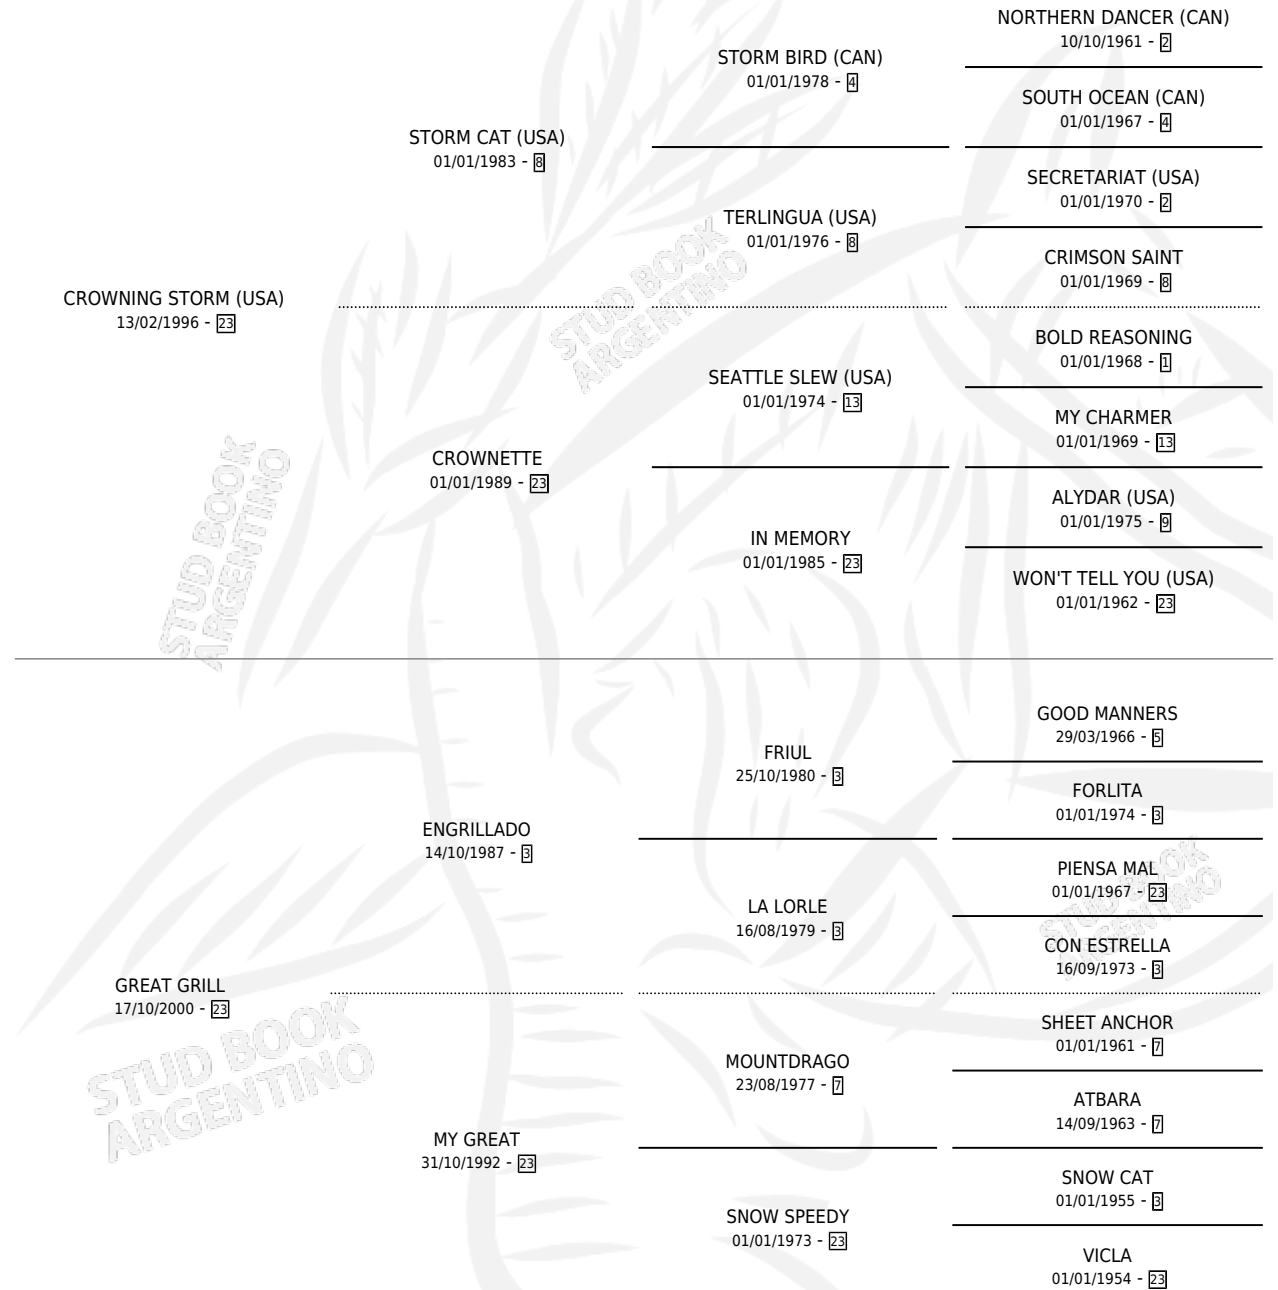 NORTHERN DANCER (CAN)
10/10/1961 - 2
STORM BIRD (CAN)
01/01/1978 - 4
SOUTH OCEAN (CAN)
01/01/1967 - 4
STORM CAT (USA)
01/01/1983 - 8
SECRETARIAT (USA)
01/01/1970 - 2
TERLINGUA (USA)
01/01/1976 - 8
CRIMSON SAINT
01/01/1969 - 8
CROWNING STORM (USA)
13/02/1996 - 23
BOLD REASONING
01/01/1968 - 1
SEATTLE SLEW (USA)
01/01/1974 - 13
MY CHARMER
01/01/1969 - 13
CROWNETTE
01/01/1989 - 23
ALYDAR (USA)
01/01/1975 - 9
IN MEMORY
01/01/1985 - 23
WON'T TELL YOU (USA)
01/01/1962 - 23
GOOD MANNERS
29/03/1966 - 5
FRIUL
25/10/1980 - 3
FORLITA
01/01/1974 - 3
ENGRILLADO
14/10/1987 - 3
PIENSA MAL
01/01/1967 - 23
LA LORLE
16/08/1979 - 3
CON ESTRELLA
16/09/1973 - 3
GREAT GRILL
17/10/2000 - 23
SHEET ANCHOR
01/01/1961 - 7
MOUNTDRAGO
23/08/1977 - 7
ATBARA
14/09/1963 - 7
MY GREAT
31/10/1992 - 23
SNOW CAT
01/01/1955 - 3
SNOW SPEEDY
01/01/1973 - 23
VICLA
01/01/1954 - 23
STUD BOOK
ARGENTINO
STUD BOOK
ARGENTINO
STUD BOOK
ARGENTINO
STUD BOOK
ARGENTINO